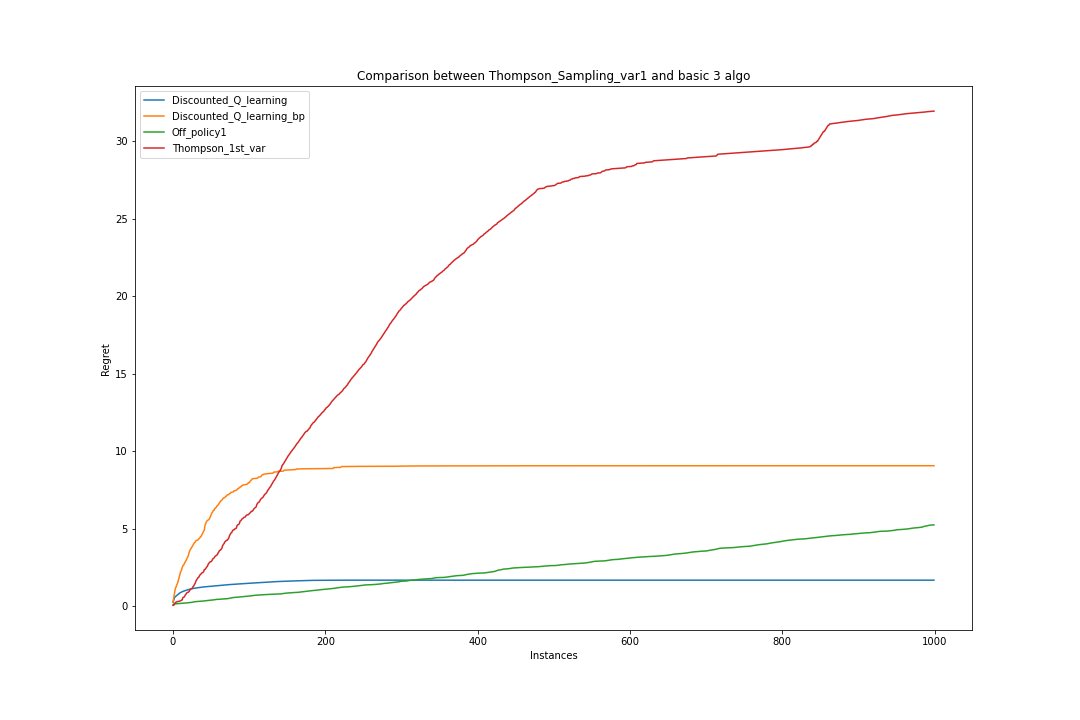 Comparison between Thompson_Sampling_var1 and basic 3 algo
Discounted_Q_learning
Discounted_Q_learning_bp
Off_policy1
Thompson_1st_var
30
25
20
15
10
5
0
Regret
0 200 400 600 800 1000
Instances